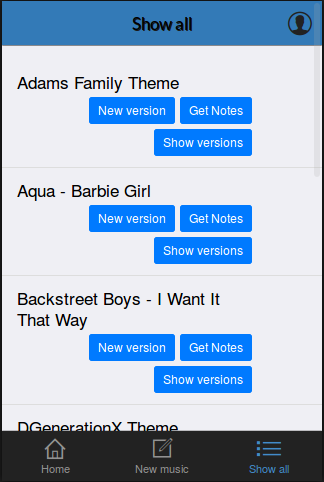 Show all
Adams Family Theme
New version Get Notes
Show versions
Aqua - Barbie Girl
New version Get Notes
Show versions
Backstreet Boys - I Want It
That Way
New version Get Notes
Show versions
DGenerationX Theme
Home New music Show all